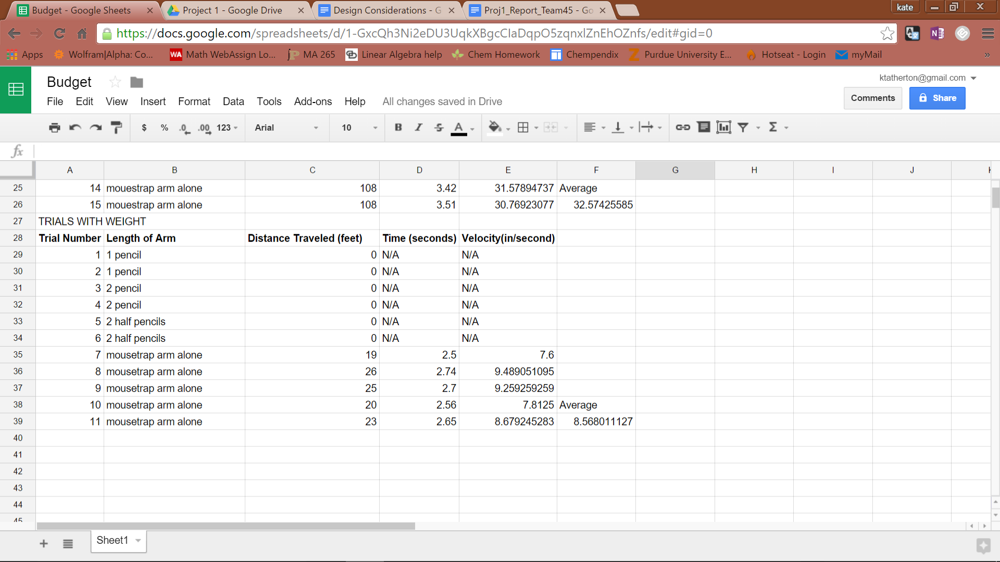 Budget - Google Sheets
Project 1 - Google Drive
Design Considerations - G
Proj1_Report_Team45 - Go
kate
https://docs.google.com/spreadsheets/d/1-GxcQh3Ni2eDU3UqkXBgcClaDqpO5zqnxlZnEhOZnfs/edit#gid=0
Apps
Wolfram|Alpha: Co...
WA Math WebAssign Lo...
MA 265
Linear Algebra help
Chem Homework
Chempendix
Purdue University E...
Hotseat - Login
myMail
»
Budget
ktatherton@gmail.com
File Edit View Insert Format Data Tools Add-ons Help All changes saved in Drive
Comments
Share
$ % .0 .00 123 Arial 10 B I S A Σ
fx
A B C D E F G H I J
25 14 mouestrap arm alone 108 3.42 31.57894737 Average
26 15 mouestrap arm alone 108 3.51 30.76923077 32.57425585
27 TRIALS WITH WEIGHT
28 Trial Number Length of Arm Distance Traveled (feet) Time (seconds) Velocity(in/second)
29 1 1 pencil 0 N/A N/A
30 2 1 pencil 0 N/A N/A
31 3 2 pencil 0 N/A N/A
32 4 2 pencil 0 N/A N/A
33 5 2 half pencils 0 N/A N/A
34 6 2 half pencils 0 N/A N/A
35 7 mousetrap arm alone 19 2.5 7.6
36 8 mousetrap arm alone 26 2.74 9.489051095
37 9 mousetrap arm alone 25 2.7 9.259259259
38 10 mousetrap arm alone 20 2.56 7.8125 Average
39 11 mousetrap arm alone 23 2.65 8.679245283 8.568011127
40
41
42
43
44
45
Sheet1